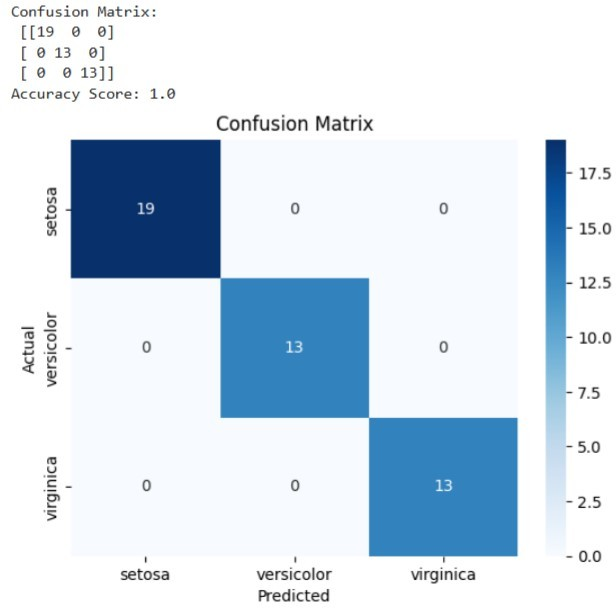 Confusion Matrix:
[[19  0  0]
[ 0 13  0]
[ 0  0 13]]
Accuracy Score: 1.0
Confusion Matrix
setosa 19 0 0
Actual
versicolor 0 13 0
virginica 0 0 13
setosa versicolor virginica
Predicted
17.5
15.0
12.5
10.0
7.5
5.0
2.5
0.0